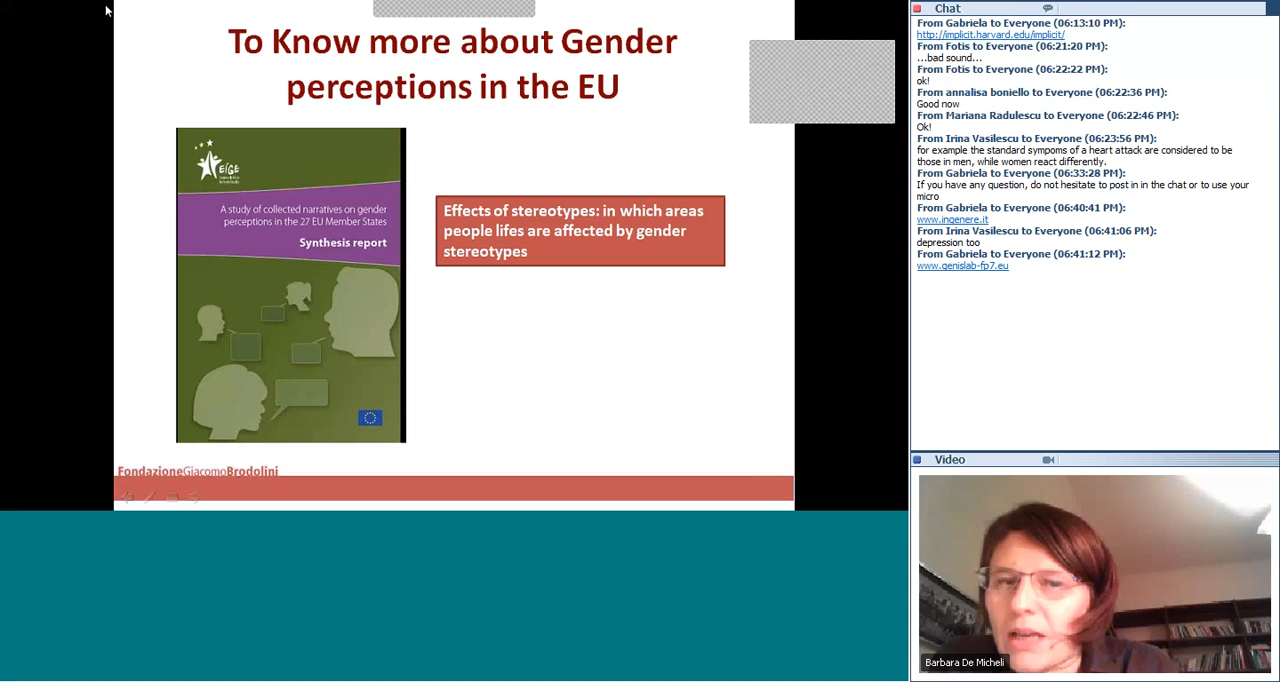 To Know more about Gender
perceptions in the EU
EIGE
A study of collected narratives on gender
perceptions in the 27 EU Member States
Synthesis report
Effects of stereotypes: in which areas
people lifes are affected by gender
stereotypes
FondazioneGiacomoBrodolini
Chat
From Gabriela to Everyone (06:13:10 PM):
http://implicit.harvard.edu/implicit/
From Fotis to Everyone (06:21:20 PM):
...bad sound...
From Fotis to Everyone (06:22:22 PM):
ok!
From annalisa boniello to Everyone (06:22:36 PM):
Good now
From Mariana Radulescu to Everyone (06:22:46 PM):
Ok!
From Irina Vasilescu to Everyone (06:23:56 PM):
for example the standard sympoms of a heart attack are considered to be
those in men, while women react differently.
From Gabriela to Everyone (06:33:28 PM):
If you have any question, do not hesitate to post in in the chat or to use your
micro
From Gabriela to Everyone (06:40:41 PM):
www.ingenere.it
From Irina Vasilescu to Everyone (06:41:06 PM):
depression too
From Gabriela to Everyone (06:41:12 PM):
www.genislab-fp7.eu
Video
Barbara De Micheli